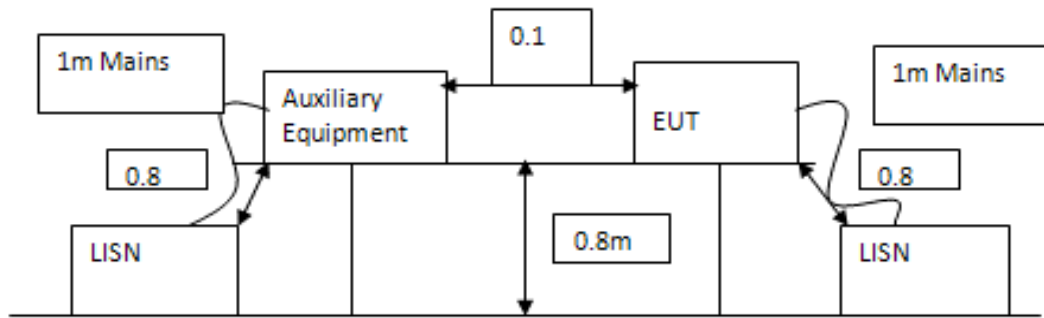 0.1
1m Mains
1m Mains
Auxiliary
Equipment
EUT
0.8
0.8
0.8m
LISN
LISN